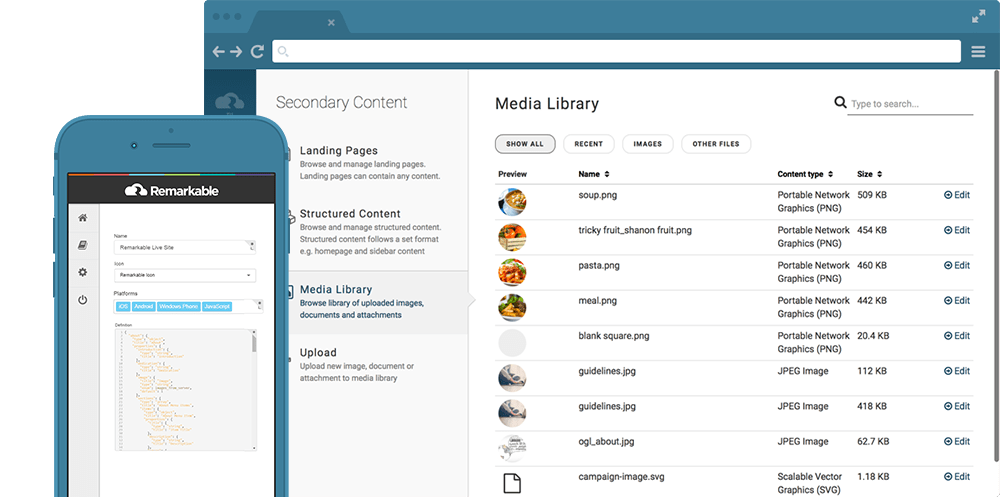 Secondary Content
Landing Pages
Browse and manage landing pages.
Landing pages can contain any content.
Structured Content
Browse and manage structured content.
Structured content follows a set format
e.g. homepage and sidebar content
Media Library
Browse library of uploaded images,
documents and attachments
Upload
Upload new image, document or
attachment to media library
Media Library
Type to search...
SHOW ALL
RECENT
IMAGES
OTHER FILES
Preview Name Content type Size
soup.png Portable Network 509 KB Edit
Graphics (PNG)
tricky fruit_shanon fruit.png Portable Network 454 KB Edit
Graphics (PNG)
pasta.png Portable Network 460 KB Edit
Graphics (PNG)
meal.png Portable Network 442 KB Edit
Graphics (PNG)
blank square.png Portable Network 20.4 KB Edit
Graphics (PNG)
guidelines.jpg JPEG Image 112 KB Edit
guidelines.jpg JPEG Image 418 KB Edit
ogl_about.jpg JPEG Image 62.7 KB Edit
campaign-image.svg Scalable Vector 1.18 KB Edit
Graphics (SVG)
Remarkable
Name
Remarkable Live Site
Icon
Remarkable Icon
Platforms
iOS Android Windows Phone JavaScript
Definition